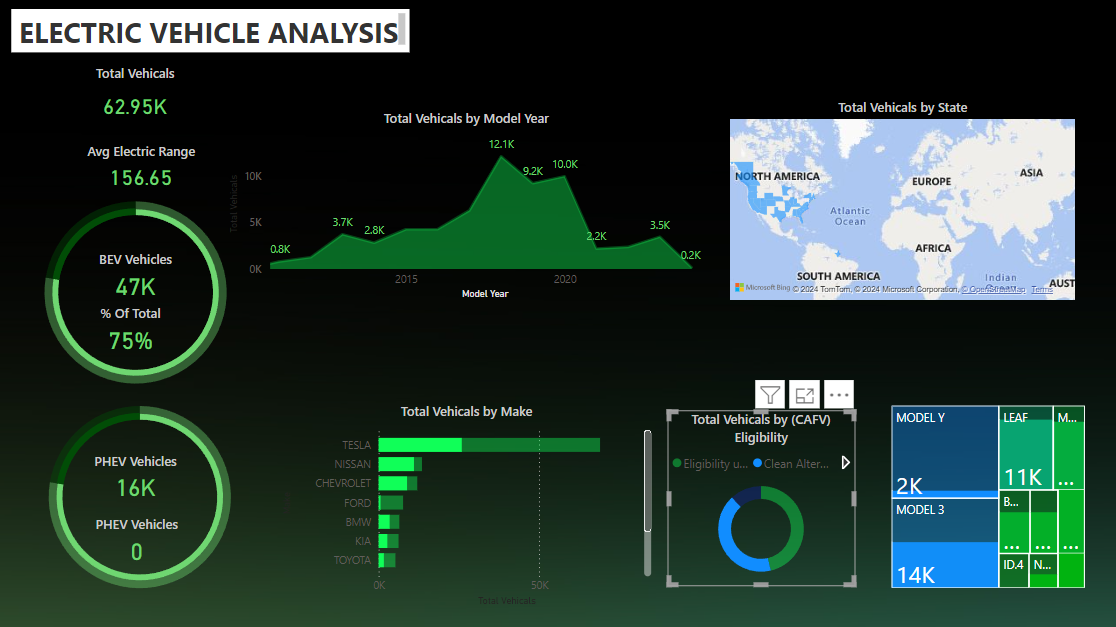 ELECTRIC VEHICLE ANALYSIS
Total Vehicals
62.95K
Avg Electric Range
156.65
BEV Vehicles
47K
% Of Total
75%
PHEV Vehicles
16K
PHEV Vehicles
0
Total Vehicals by Model Year
Total Vehicals
10K
5K
0K
0.8K
3.7K
2.8K
12.1K
9.2K
10.0K
2.2K
3.5K
0.2K
2015
2020
Model Year
Total Vehicals by State
NORTH AMERICA
EUROPE
ASIA
Atlantic
Ocean
AFRICA
SOUTH AMERICA
Indian
Ocean
AUST
Microsoft Bing
© 2024 TomTom, © 2024 Microsoft Corporation, © OpenStreetMap Terms
Total Vehicals by Make
TESLA
NISSAN
CHEVROLET
FORD
BMW
KIA
TOYOTA
0K
50K
Total Vehicals
Total Vehicals by (CAFV)
Eligibility
Eligibility u...
Clean Alter...
MODEL Y
2K
MODEL 3
14K
LEAF
11K
M...
...
B...
...
...
...
ID.4
N...